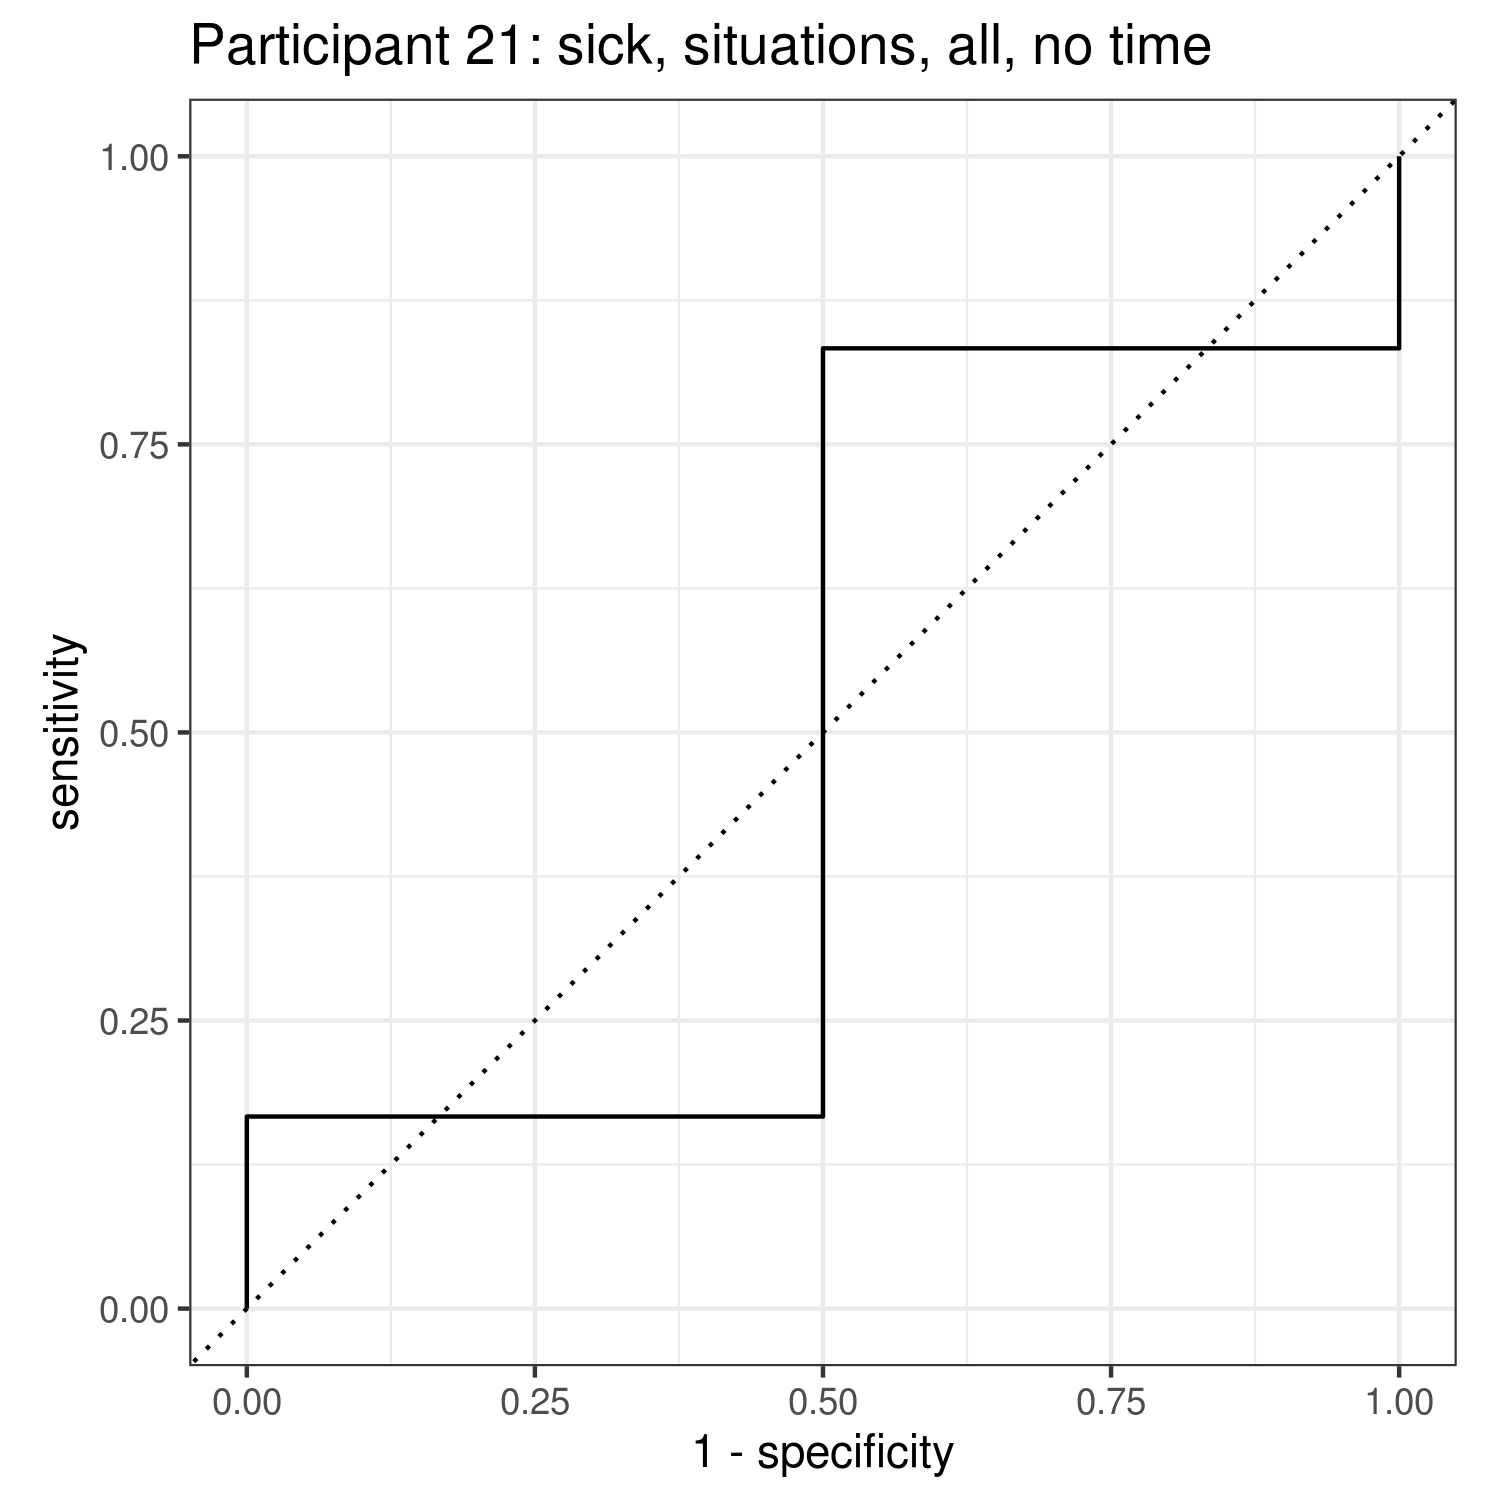 Participant 21: sick, situations, all, no time
1.00
0.75
0.50
0.25
0.00
sensitivity
0.00 0.25 0.50 0.75 1.00
1 - specificity